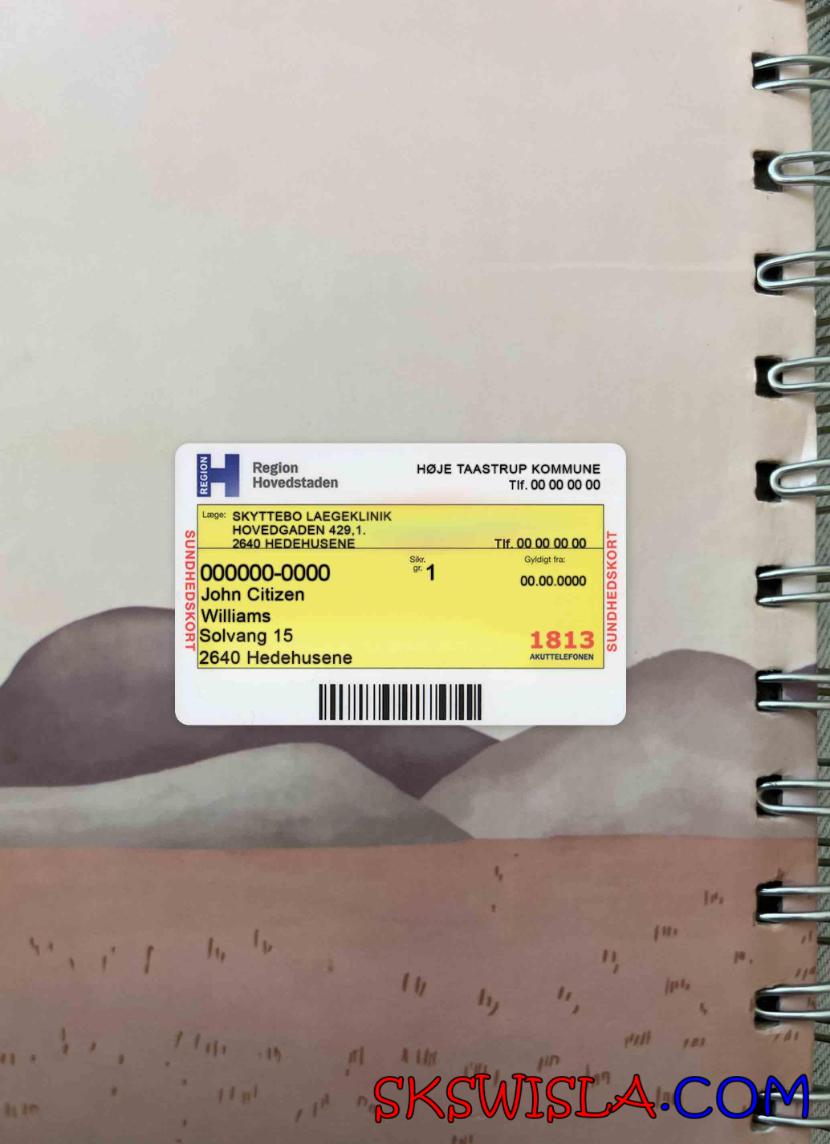 REGION
H
Region
Hovedstaden
HØJE TAASTRUP KOMMUNE
Tlf. 00 00 00 00
SUNDHEDSKORT
Læge: SKYTTEBO LAEGEKLINIK
HOVEDGADEN 429,1.
2640 HEDEHUSENE Tlf. 00 00 00 00
000000-0000 Sikr. gr. 1
Gyldigt fra:
00.00.0000
John Citizen
Williams
Solvang 15
2640 Hedehusene
1813
AKUTTELEFONEN
SUNDHEDSKORT
SKSWISLA.COM